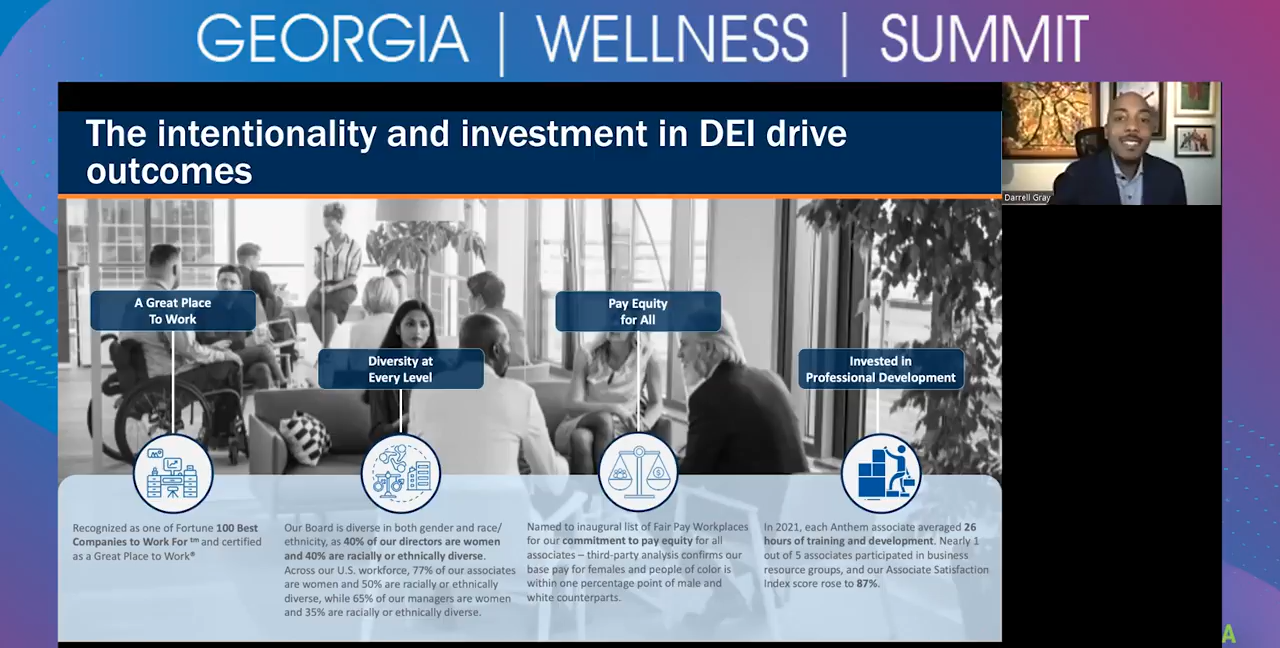 GEORGIA | WELLNESS | SUMMIT
The intentionality and investment in DEI drive
outcomes
Darrell Gray
A Great Place
To Work
Diversity at
Every Level
Pay Equity
for All
Invested in
Professional Development
Recognized as one of Fortune 100 Best
Companies to Work For ᵗᵐ and certified
as a Great Place to Work®
Our Board is diverse in both gender and race/
ethnicity, as 40% of our directors are women
and 40% are racially or ethnically diverse.
Across our U.S. workforce, 77% of our associates
are women and 50% are racially or ethnically
diverse, while 65% of our managers are women
and 35% are racially or ethnically diverse.
Named to inaugural list of Fair Pay Workplaces
for our commitment to pay equity for all
associates – third-party analysis confirms our
base pay for females and people of color is
within one percentage point of male and
white counterparts.
In 2021, each Anthem associate averaged 26
hours of training and development. Nearly 1
out of 5 associates participated in business
resource groups, and our Associate Satisfaction
Index score rose to 87%.
A